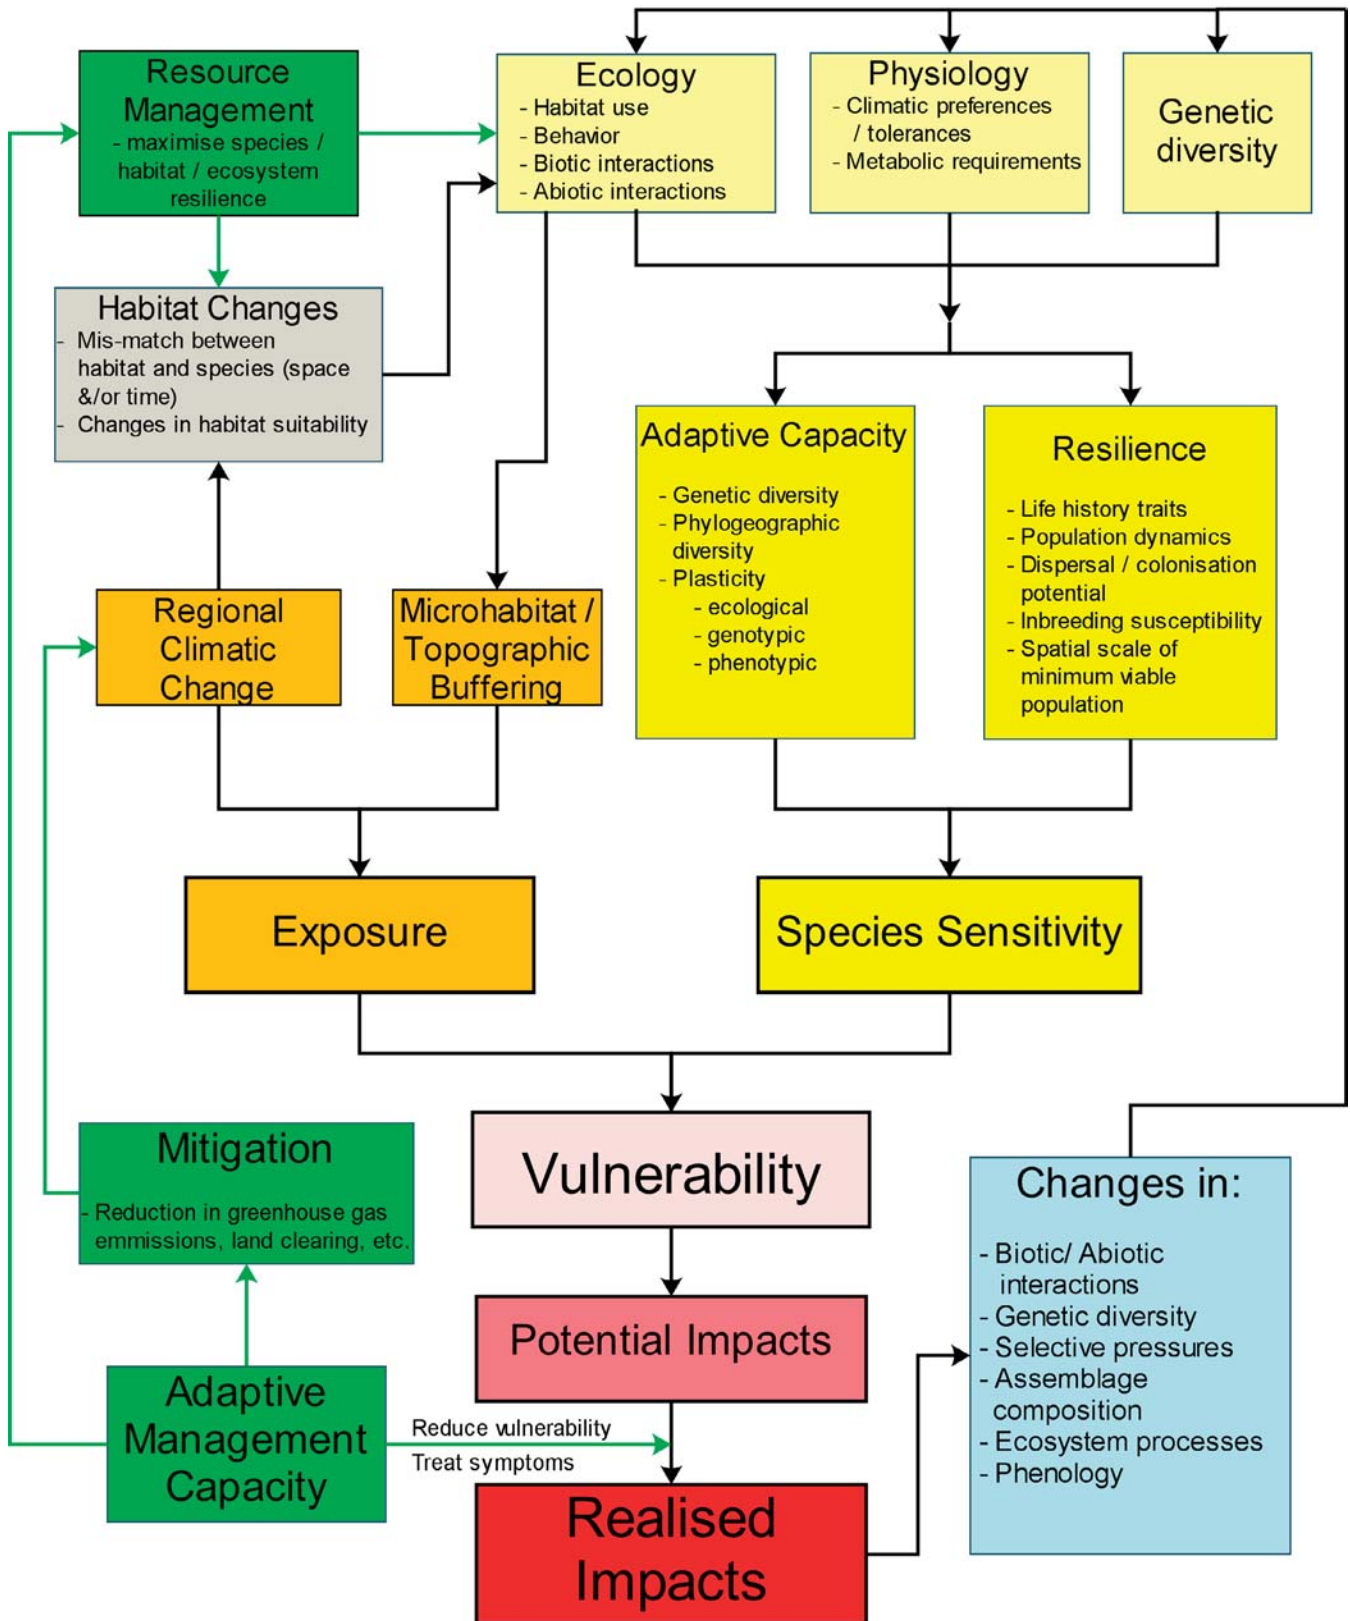 Resource
Management
- maximise species /
habitat / ecosystem
resilience
Ecology
- Habitat use
- Behavior
- Biotic interactions
- Abiotic interactions
Physiology
- Climatic preferences
/ tolerances
- Metabolic requirements
Genetic
diversity
Habitat Changes
- Mis-match between
habitat and species (space
&/or time)
- Changes in habitat suitability
Adaptive Capacity
- Genetic diversity
- Phylogeographic
diversity
- Plasticity
- ecological
- genotypic
- phenotypic
Resilience
- Life history traits
- Population dynamics
- Dispersal / colonisation
potential
- Inbreeding susceptibility
- Spatial scale of
minimum viable
population
Regional
Climatic
Change
Microhabitat /
Topographic
Buffering
Exposure
Species Sensitivity
Vulnerability
Mitigation
- Reduction in greenhouse gas
emmissions, land clearing, etc.
Changes in:
- Biotic/ Abiotic
interactions
- Genetic diversity
- Selective pressures
- Assemblage
composition
- Ecosystem processes
- Phenology
Potential Impacts
Adaptive
Management
Capacity
Reduce vulnerability
Treat symptoms
Realised
Impacts